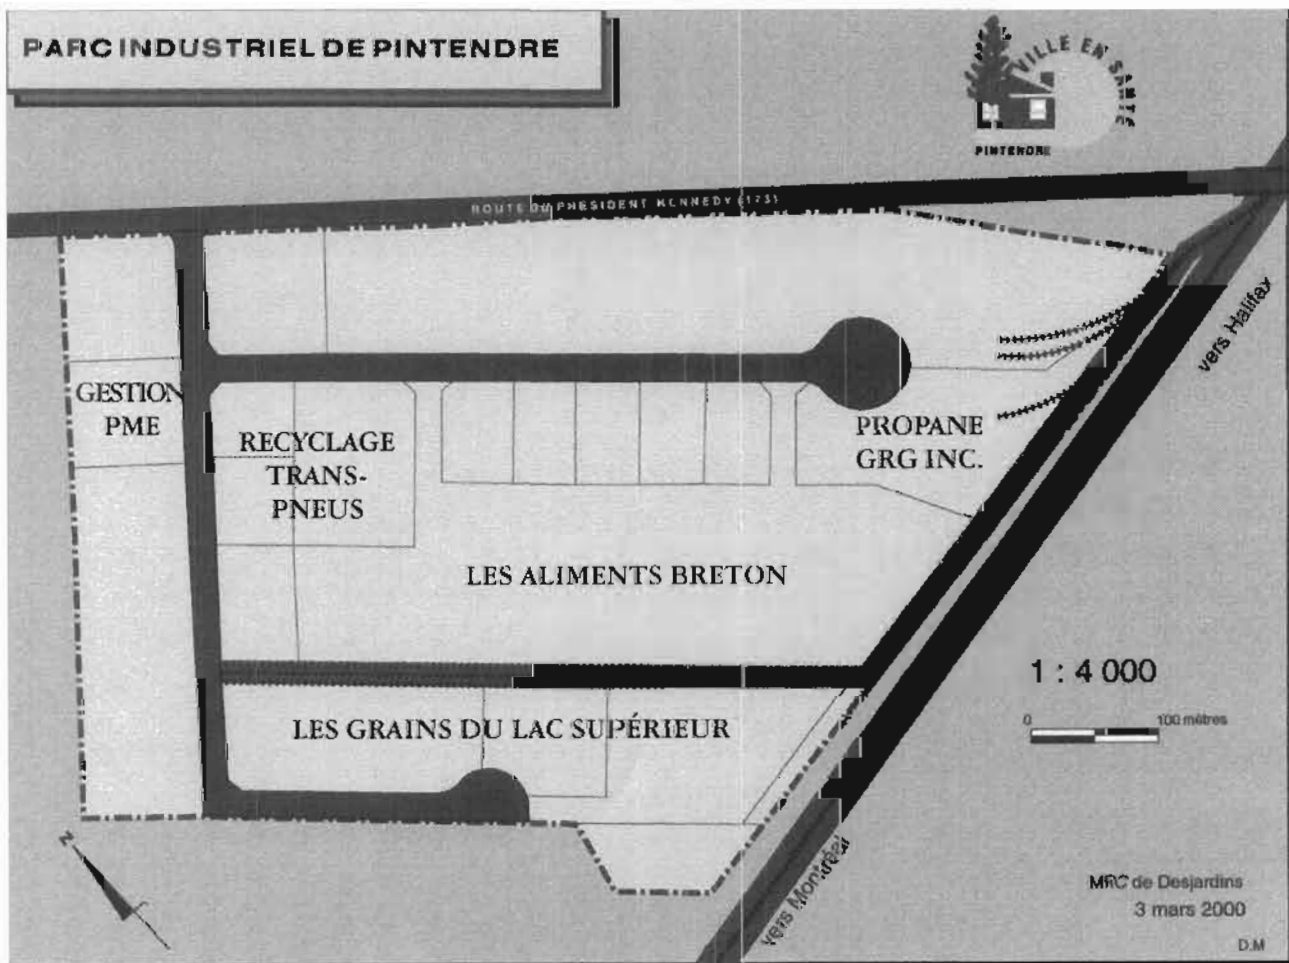 PARC INDUSTRIEL DE PINTENDRE
VILLE EN SANTÉ
PINTENDRE
ROUTE DU PRÉSIDENT KENNEDY (173)
vers Halifax
GESTION
PME
RECYCLAGE
TRANS-
PNEUS
PROPANE
GRG INC.
LES ALIMENTS BRETON
1 : 4 000
0 100 mètres
LES GRAINS DU LAC SUPÉRIEUR
N
vers Montréal
MRC de Desjardins
3 mars 2000
D.M